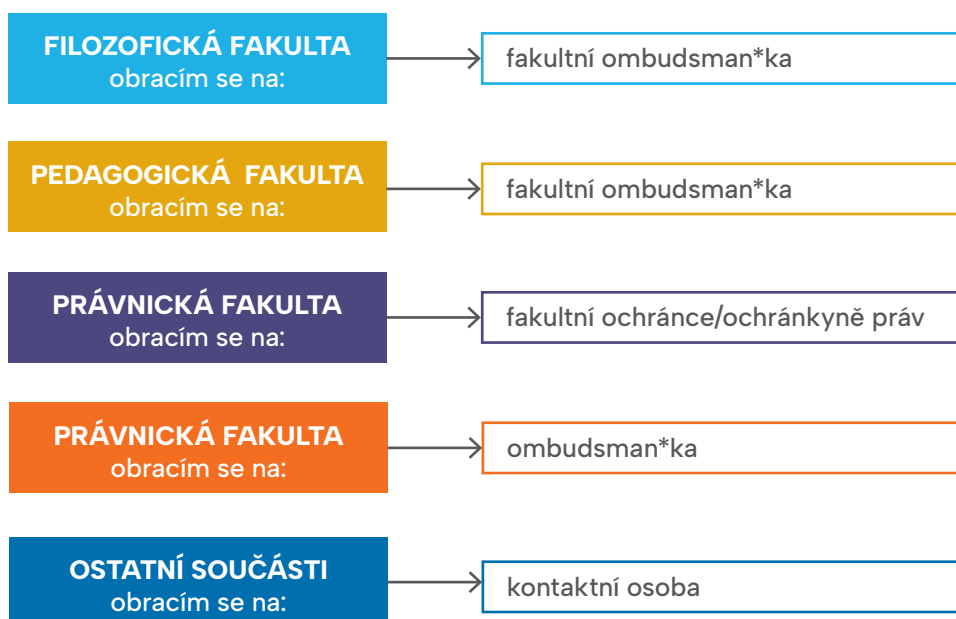 FILOZOFICKÁ FAKULTA
obracím se na:
fakultní ombudsman*ka
PEDAGOGICKÁ FAKULTA
obracím se na:
fakultní ombudsman*ka
PRÁVNICKÁ FAKULTA
obracím se na:
fakultní ochránce/ochránkyně práv
PRÁVNICKÁ FAKULTA
obracím se na:
ombudsman*ka
OSTATNÍ SOUČÁSTI
obracím se na:
kontaktní osoba